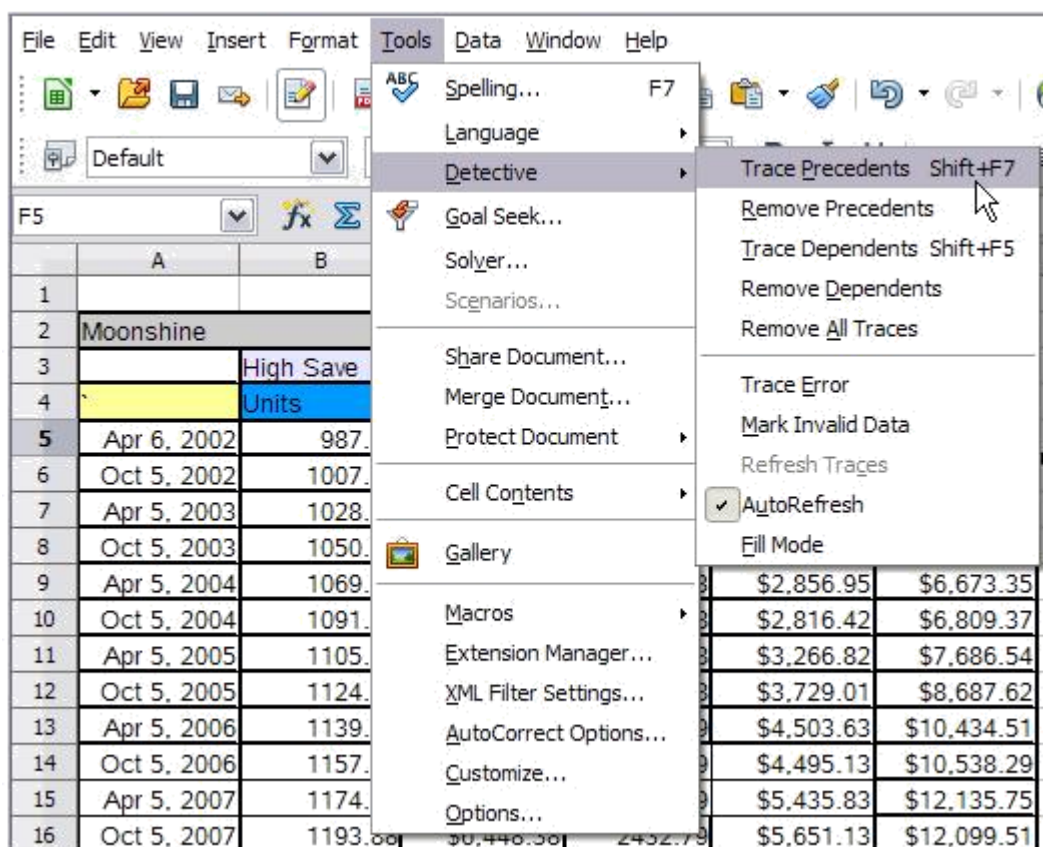 File Edit View Insert Format Tools Data Window Help
ABC Spelling... F7
Language
Default
Detective
Trace Precedents Shift+F7
F5
Goal Seek...
Remove Precedents
Solver...
Trace Dependents Shift+F5
A B
Scenarios...
Remove Dependents
1
Remove All Traces
2 Moonshine
Share Document...
3 High Save
Trace Error
4 ` Units
Merge Document...
Mark Invalid Data
5 Apr 6, 2002 987.
Protect Document
Refresh Traces
6 Oct 5, 2002 1007.
Cell Contents
AutoRefresh
7 Apr 5, 2003 1028.
8 Oct 5, 2003 1050.
Gallery
Fill Mode
9 Apr 5, 2004 1069. $2,856.95 $6,673.35
10 Oct 5, 2004 1091. $2,816.42 $6,809.37
Macros
11 Apr 5, 2005 1105. $3,266.82 $7,686.54
Extension Manager...
12 Oct 5, 2005 1124. $3,729.01 $8,687.62
XML Filter Settings...
13 Apr 5, 2006 1139. $4,503.63 $10,434.51
AutoCorrect Options...
14 Oct 5, 2006 1157. $4,495.13 $10,538.29
Customize...
15 Apr 5, 2007 1174. $5,435.83 $12,135.75
Options...
16 Oct 5, 2007 1193.88 $5,651.13 $12,099.51